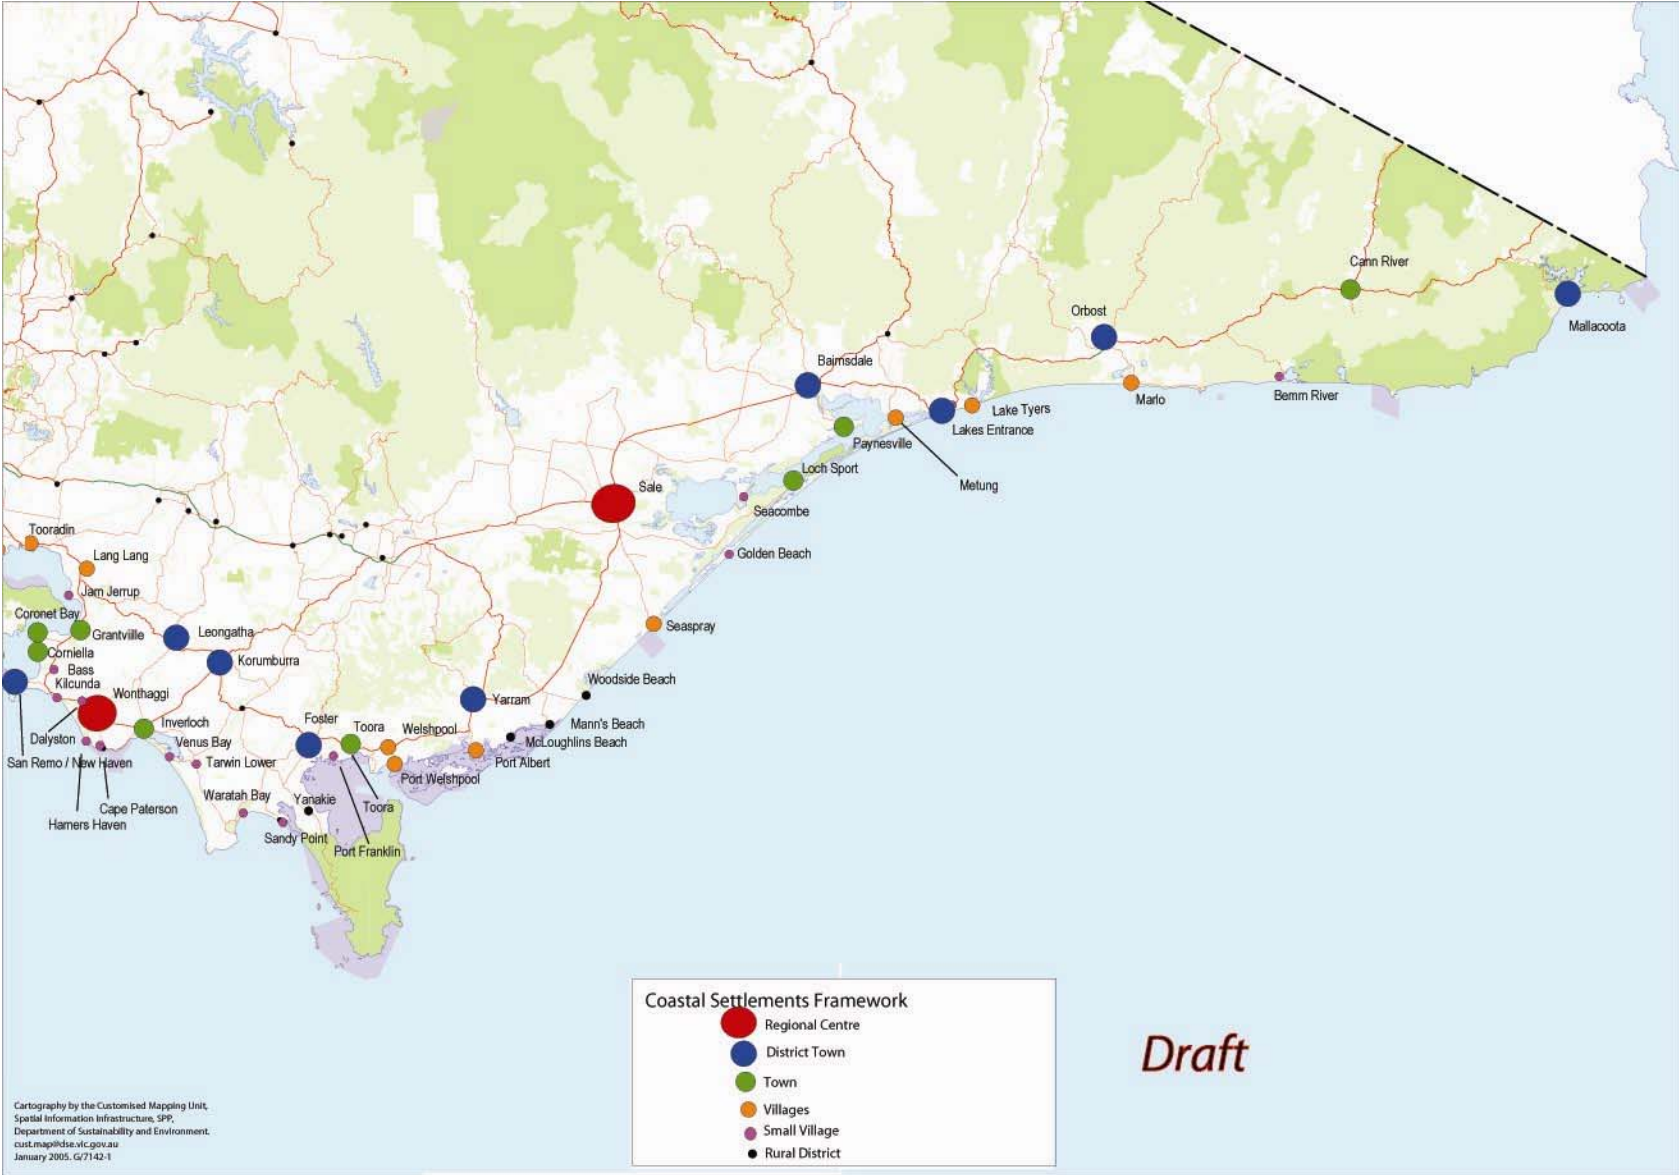 Cann River
Mallacoota
Orbost
Bairnsdale
Marlo
Bemm River
Lake Tyers
Lakes Entrance
Paynesville
Metung
Loch Sport
Sale
Seacombe
Golden Beach
Seaspray
Tooradin
Lang Lang
Jam Jerrup
Coronet Bay
Grantville
Corniella
Bass
Kilcunda
Leongatha
Korumburra
Wonthaggi
Dalyston
Inverloch
San Remo / New Haven
Venus Bay
Tarwin Lower
Cape Paterson
Harners Haven
Waratah Bay
Sandy Point
Yanakie
Foster
Toora
Toora
Port Franklin
Welshpool
Port Welshpool
Yarram
Port Albert
Woodside Beach
Mann's Beach
McLoughlins Beach
Coastal Settlements Framework
Regional Centre
District Town
Town
Villages
Small Village
Rural District
Draft
Cartography by the Customised Mapping Unit,
Spatial Information Infrastructure, SPP,
Department of Sustainability and Environment.
cust.map@dse.vic.gov.au
January 2005. G/7142-1